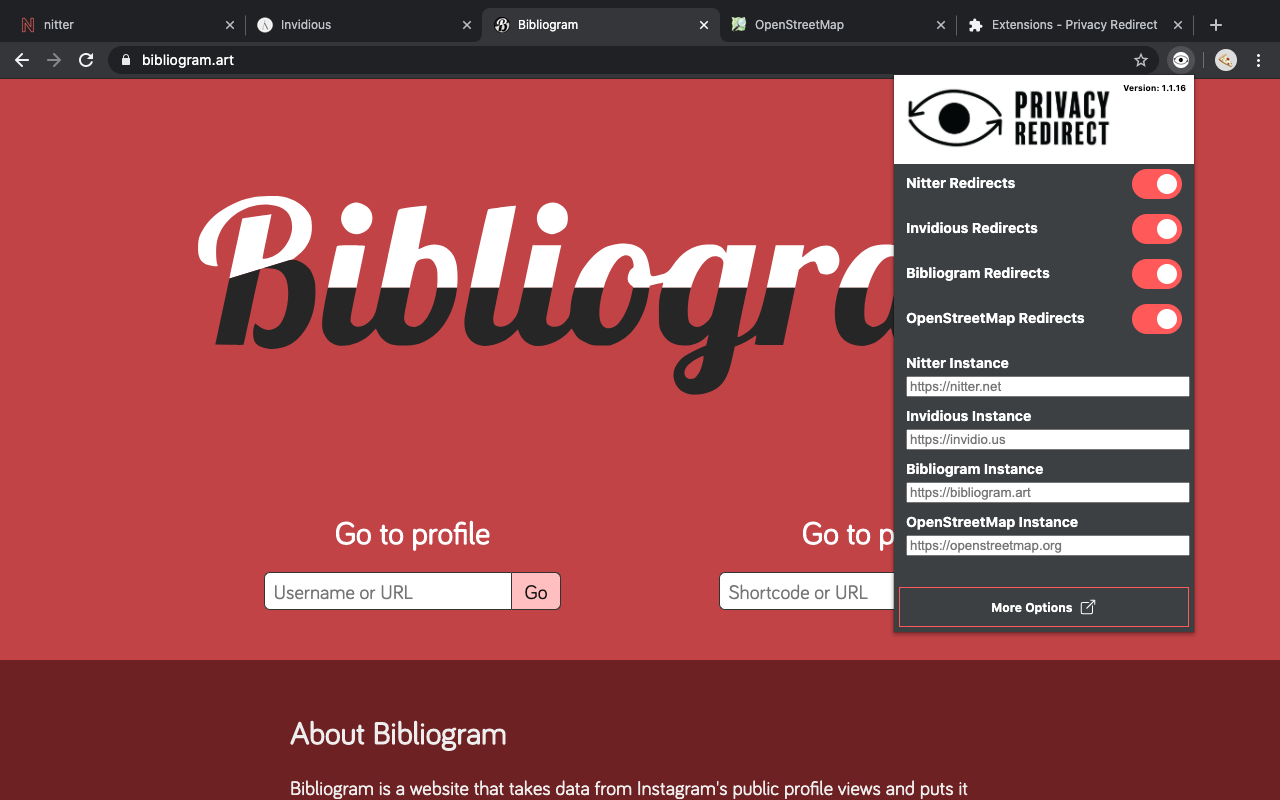 nitter
Invidious
Bibliogram
OpenStreetMap
Extensions - Privacy Redirect
bibliogram.art
Version: 1.1.16
PRIVACY
REDIRECT
Nitter Redirects
Invidious Redirects
Bibliogram Redirects
OpenStreetMap Redirects
Nitter Instance
https://nitter.net
Invidious Instance
https://invidio.us
Bibliogram Instance
https://bibliogram.art
OpenStreetMap Instance
https://openstreetmap.org
More Options
Bibliogra
Go to profile
Username or URL
Go
Go to p
Shortcode or URL
About Bibliogram
Bibliogram is a website that takes data from Instagram's public profile views and puts it